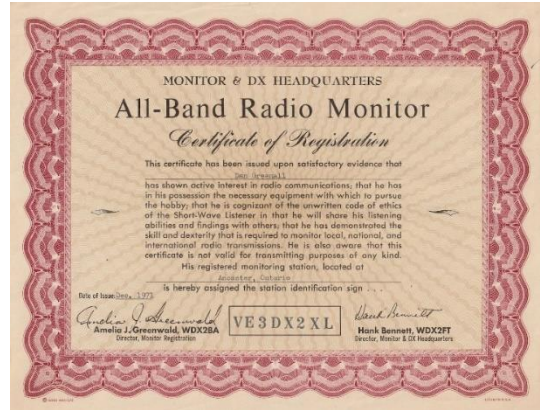 MONITOR & DX HEADQUARTERS
All-Band Radio Monitor
Certificate of Registration
This certificate has been issued upon satisfactory evidence that
Dan Greenall
has shown active interest in radio communications; that he has
in his possession the necessary equipment with which to pursue
the hobby; that he is cognizant of the unwritten code of ethics
of the Short-Wave Listener in that he will share his listening
abilities and findings with others; that he has demonstrated the
skill and dexterity that is required to monitor local, national, and
international radio transmissions. He is also aware that this
certificate is not valid for transmitting purposes of any kind.
His registered monitoring station, located at
Ancaster, Ontario
is hereby assigned the station identification sign . . .
Date of Issue Dec. 1971
Amelia J. Greenwald
Amelia J. Greenwald, WDX2BA
Director, Monitor Registration
VE3DX2XL
Hank Bennett
Hank Bennett, WDX2FT
Director, Monitor & DX Headquarters